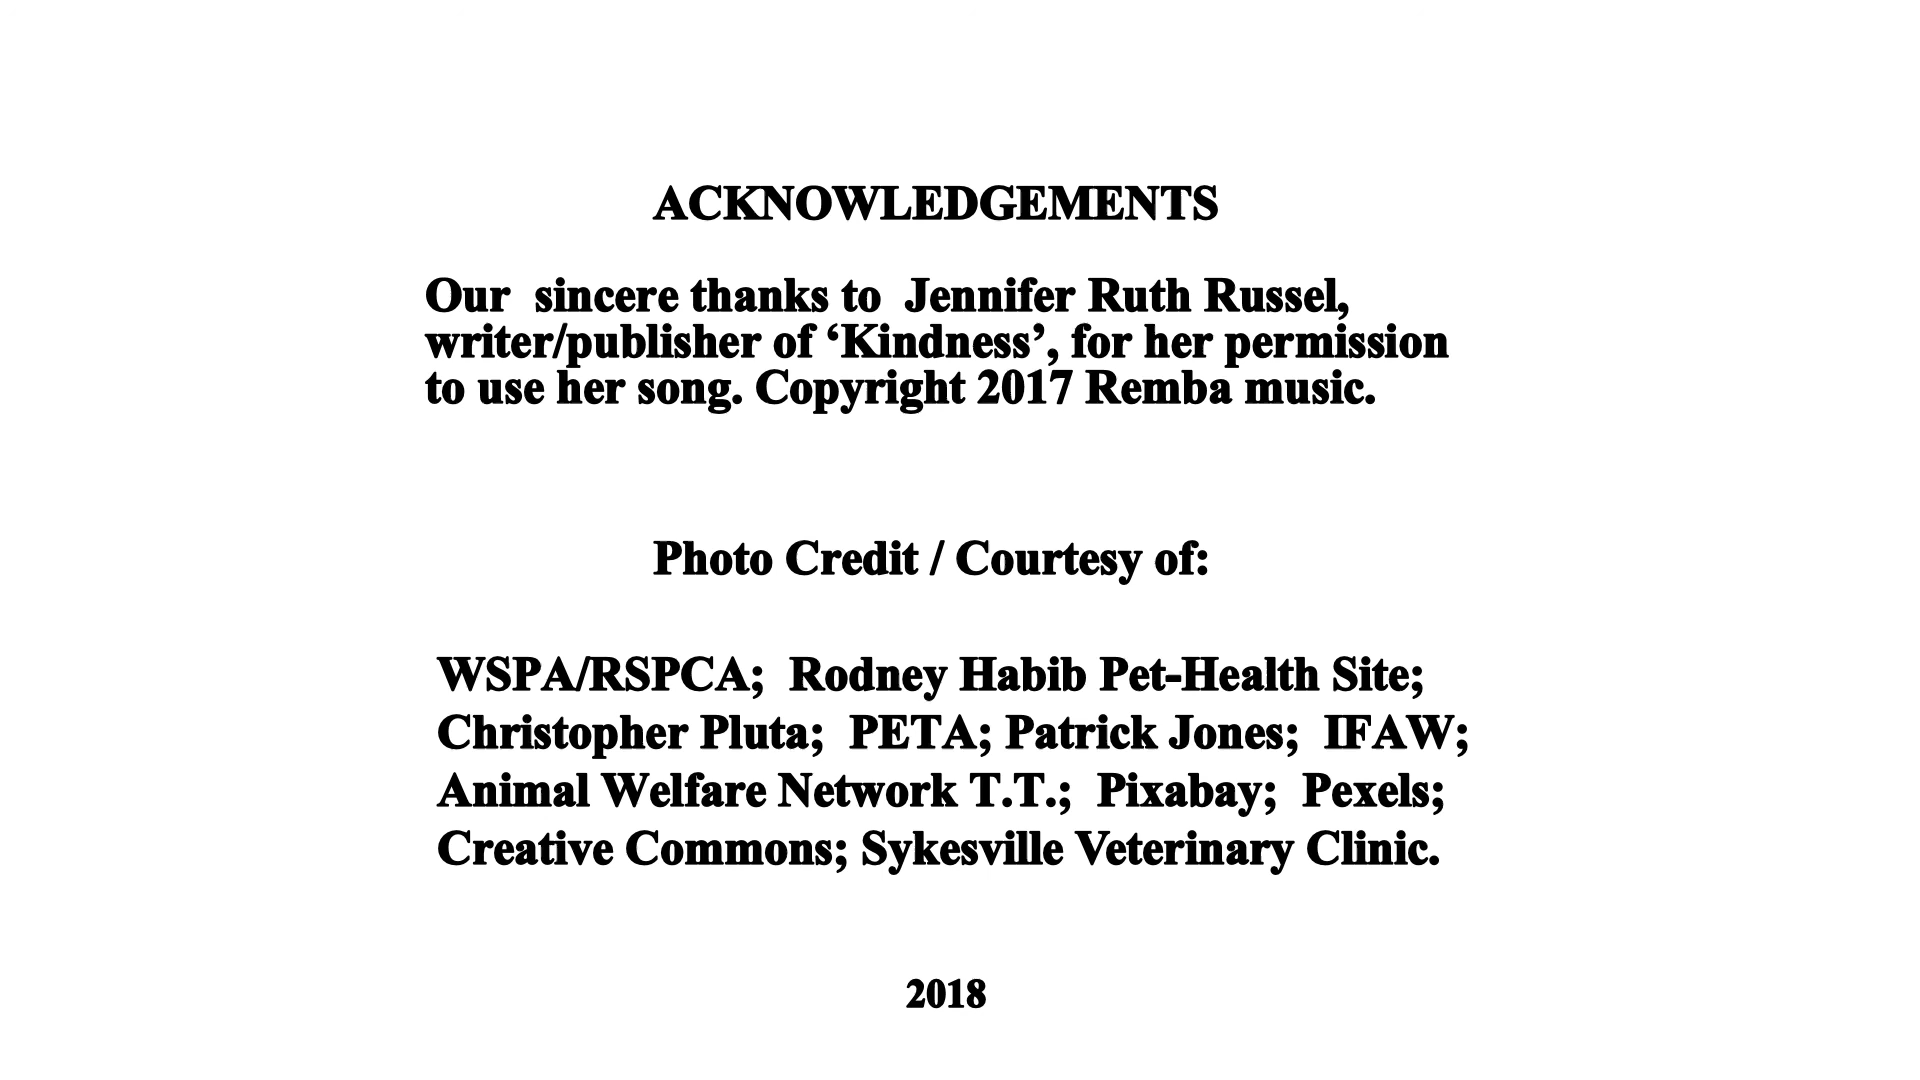 ACKNOWLEDGEMENTS
Our sincere thanks to Jennifer Ruth Russel,
writer/publisher of ‘Kindness’, for her permission
to use her song. Copyright 2017 Remba music.
Photo Credit / Courtesy of:
WSPA/RSPCA; Rodney Habib Pet-Health Site;
Christopher Pluta; PETA; Patrick Jones; IFAW;
Animal Welfare Network T.T.; Pixabay; Pexels;
Creative Commons; Sykesville Veterinary Clinic.
2018